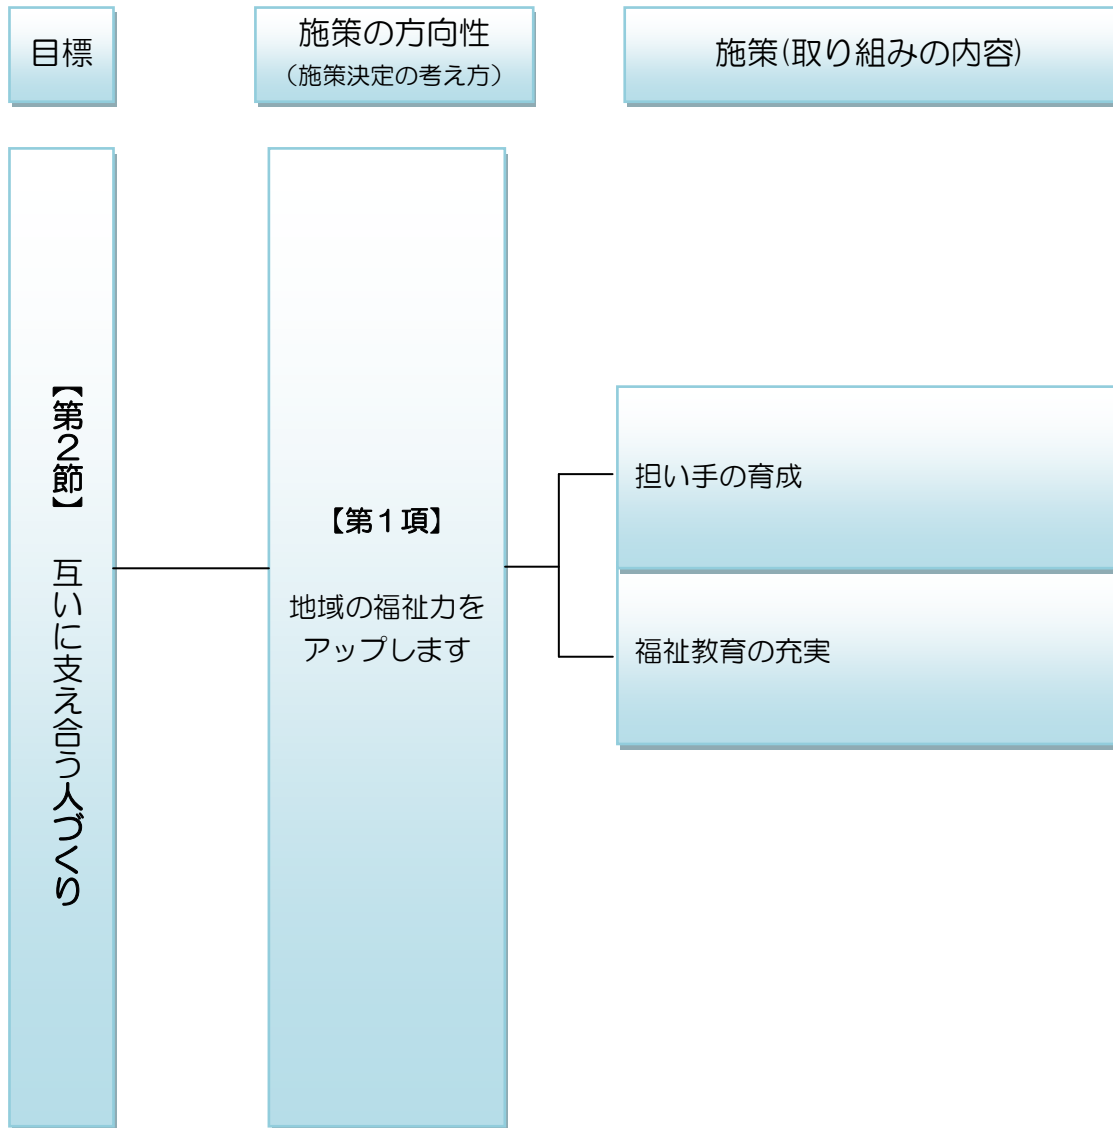 目標
施策の方向性
（施策決定の考え方）
施策(取り組みの内容)
【第２節】　互いに支え合う人づくり
【第１項】
地域の福祉力を
アップします
担い手の育成
福祉教育の充実